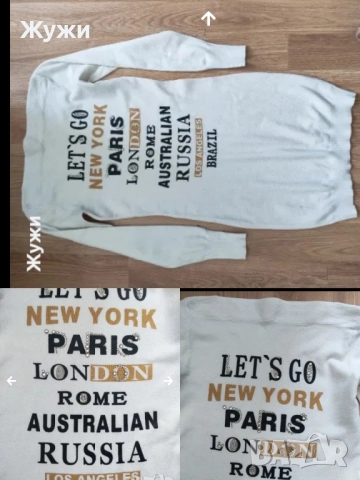 Жужи
LET'S GO
NEW YORK
PARIS
LONDON
ROME
AUSTRALIAN
RUSSIA
LOS ANGELES
BRAZIL
Жужи
LET'S GO
NEW YORK
PARIS
LONDON
ROME
AUSTRALIAN
RUSSIA
LOS ANGELES
LET'S GO
NEW YORK
PARIS
LONDON
ROME